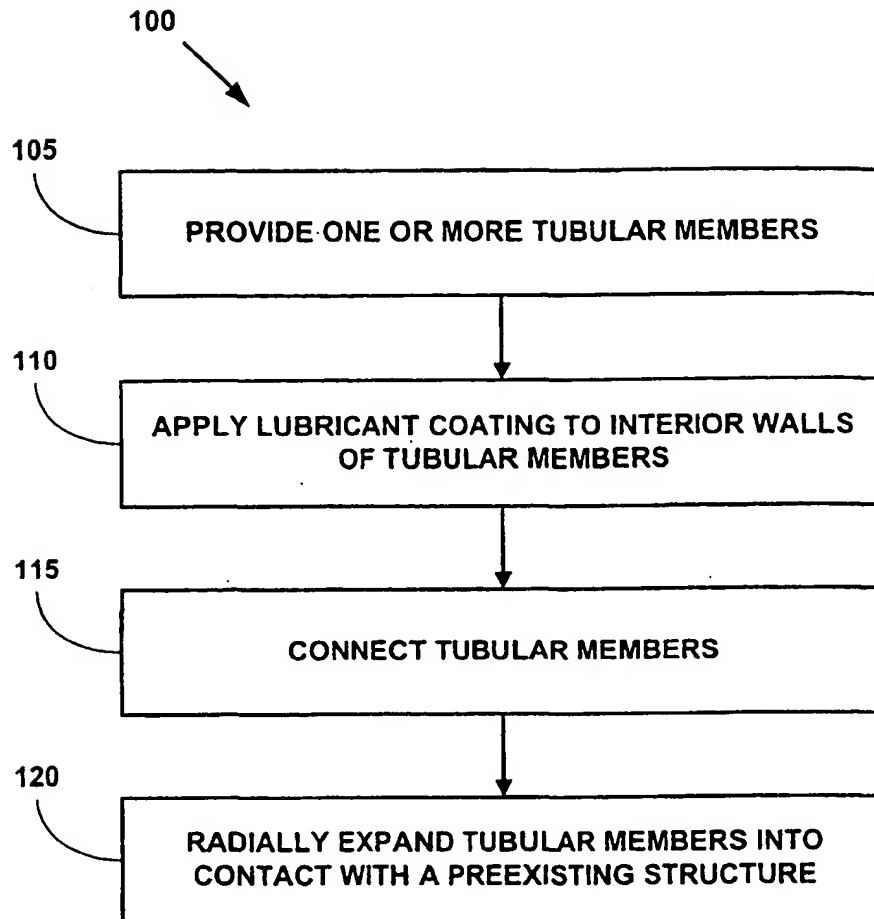 100
105
PROVIDE ONE OR MORE TUBULAR MEMBERS
110
APPLY LUBRICANT COATING TO INTERIOR WALLS
OF TUBULAR MEMBERS
115
CONNECT TUBULAR MEMBERS
120
RADIALLY EXPAND TUBULAR MEMBERS INTO
CONTACT WITH A PREEXISTING STRUCTURE